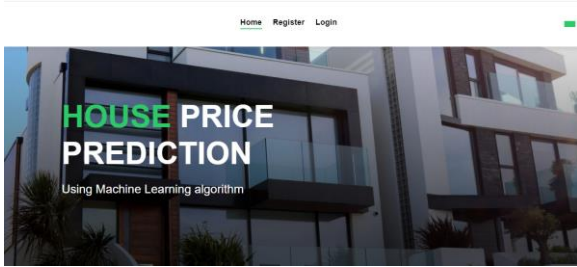 Home Register Login
HOUSE PRICE
PREDICTION
Using Machine Learning algorithm